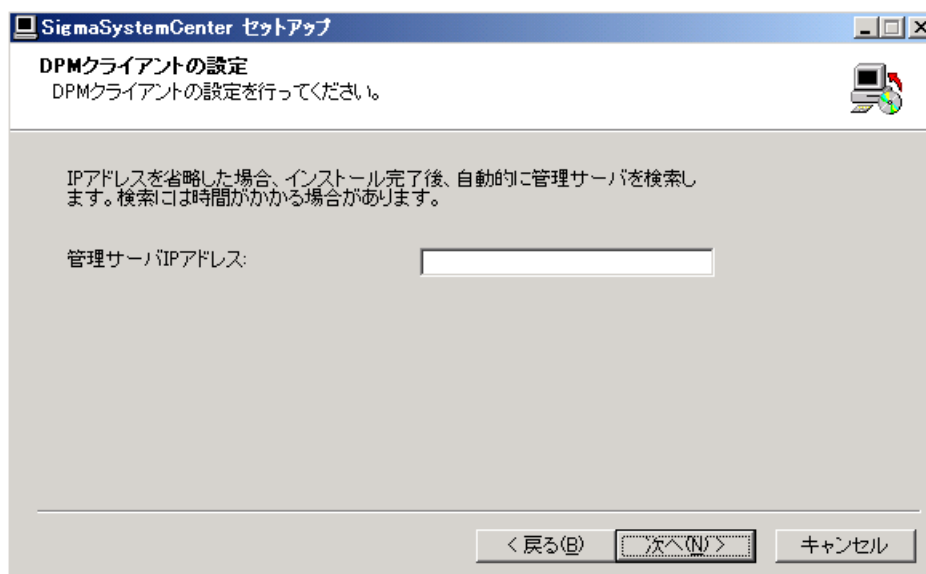 SigmaSystemCenter セットアップ
DPMクライアントの設定
DPMクライアントの設定を行ってください。
IPアドレスを省略した場合、インストール完了後、自動的に管理サーバを検索し
ます。検索には時間がかかる場合があります。
管理サーバIPアドレス:
< 戻る(B)
次へ(N) >
キャンセル